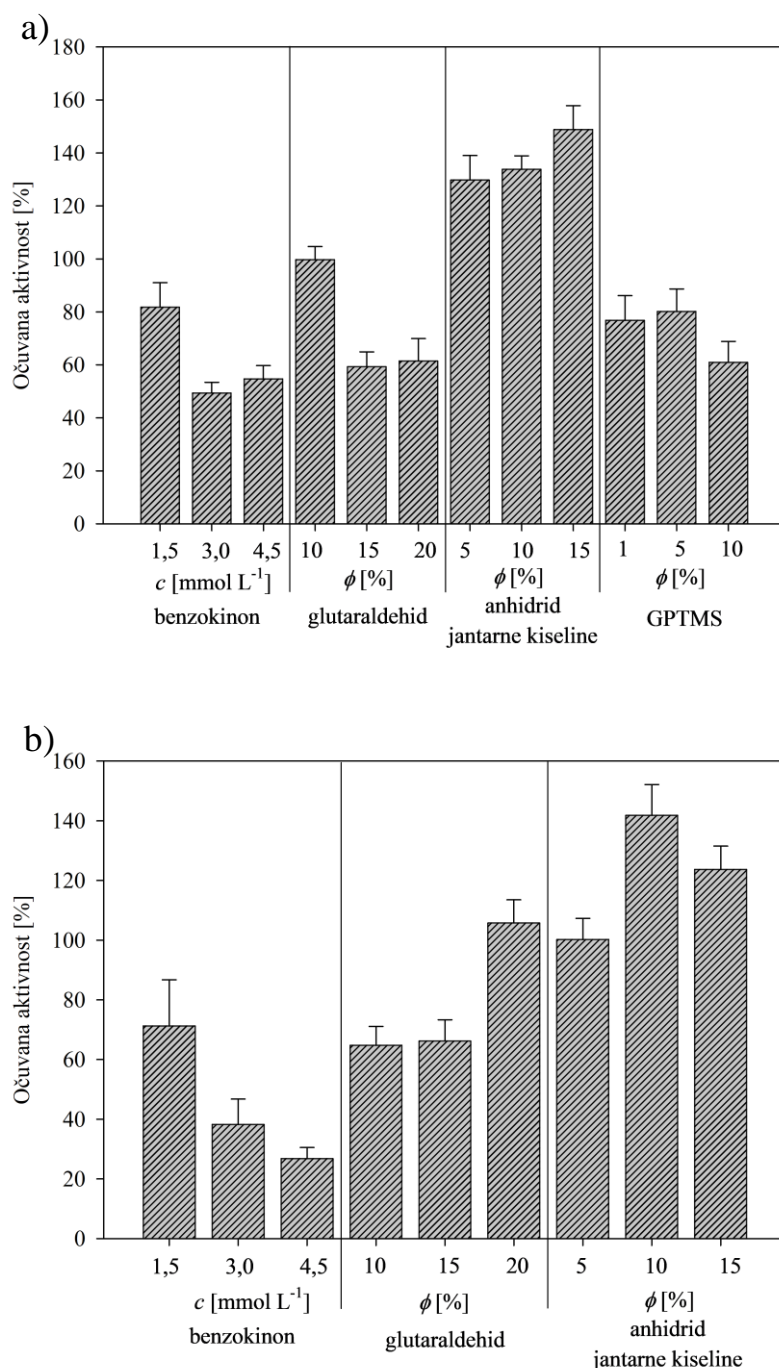 a)
180
160
140
120
100
80
60
40
20
0
Očuvana aktivnost [%]
1,5 3,0 4,5 10 15 20 5 10 15 1 5 10
c [mmol L⁻¹] ϕ [%] ϕ [%] ϕ [%]
benzokinon glutaraldehid anhidrid GPTMS
jantarne kiseline
b)
160
140
120
100
80
60
40
20
0
Očuvana aktivnost [%]
1,5 3,0 4,5 10 15 20 5 10 15
c [mmol L⁻¹] ϕ [%] ϕ [%]
benzokinon glutaraldehid anhidrid
jantarne kiseline